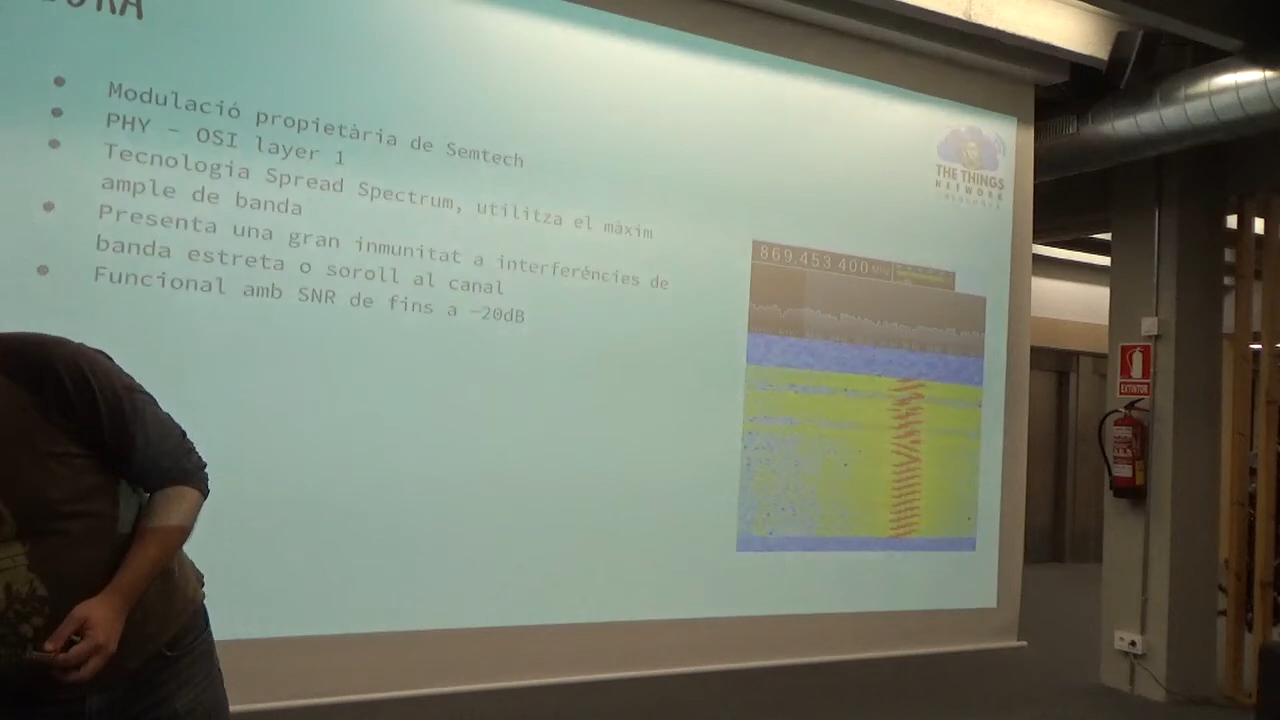 Modulació propietària de Semtech
PHY – OSI layer 1
Tecnologia Spread Spectrum, utilitza el màxim
ample de banda
Presenta una gran inmunitat a interferències de
banda estreta o soroll al canal
Funcional amb SNR de fins a -20dB
THE THINGS
NETWORK
869.453 400
EXTINTOR